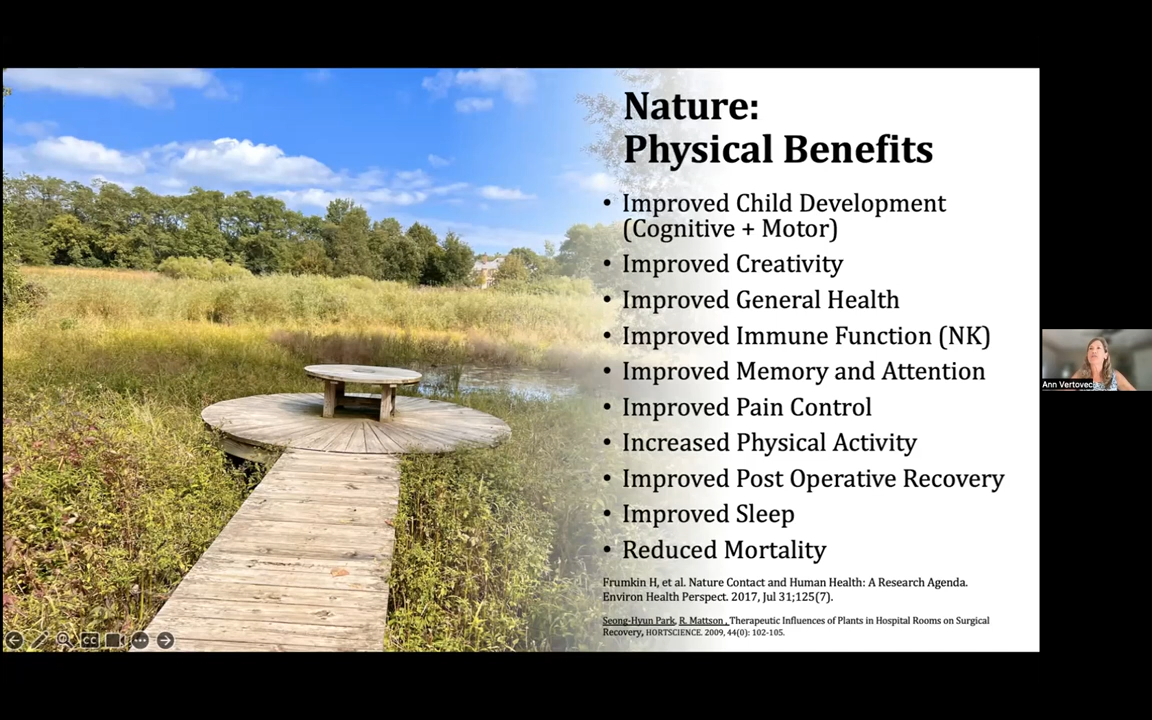 Nature:
Physical Benefits
• Improved Child Development
(Cognitive + Motor)
• Improved Creativity
• Improved General Health
• Improved Immune Function (NK)
• Improved Memory and Attention
• Improved Pain Control
• Increased Physical Activity
• Improved Post Operative Recovery
• Improved Sleep
• Reduced Mortality
Frumkin H, et al. Nature Contact and Human Health: A Research Agenda.
Environ Health Perspect. 2017, Jul 31;125(7).
Seong-Hyun Park, R. Mattson , Therapeutic Influences of Plants in Hospital Rooms on Surgical
Recovery, HORTSCIENCE. 2009, 44(0): 102-105.
Ann Vertovec
CC